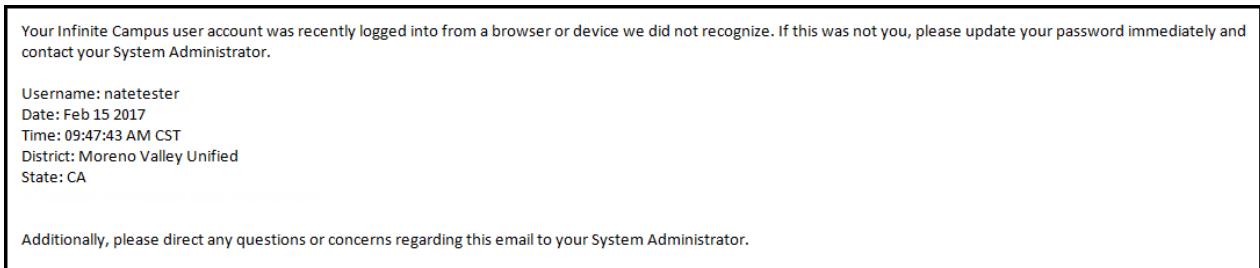 Your Infinite Campus user account was recently logged into from a browser or device we did not recognize. If this was not you, please update your password immediately and
contact your System Administrator.
Username: natetester
Date: Feb 15 2017
Time: 09:47:43 AM CST
District: Moreno Valley Unified
State: CA
Additionally, please direct any questions or concerns regarding this email to your System Administrator.